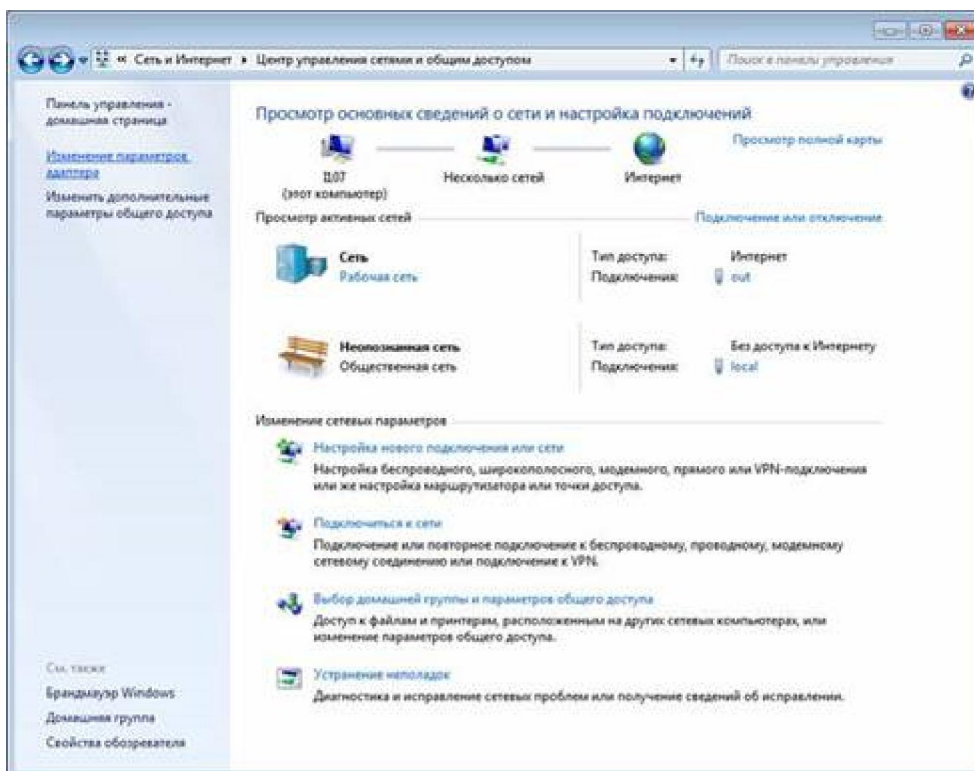 « Сеть и Интернет ▸ Центр управления сетями и общим доступом
Поиск в панели управления
Панель управления -
домашняя страница
Изменение параметров
адаптера
Изменить дополнительные
параметры общего доступа
Просмотр основных сведений о сети и настройка подключений
Просмотр полной карты
1107
(этот компьютер)
Несколько сетей
Интернет
Просмотр активных сетей
Подключение или отключение
Сеть
Рабочая сеть
Тип доступа: Интернет
Подключения: out
Неопознанная сеть
Общественная сеть
Тип доступа: Без доступа к Интернету
Подключения: local
Изменение сетевых параметров
Настройка нового подключения или сети
Настройка беспроводного, широкополосного, модемного, прямого или VPN-подключения
или же настройка маршрутизатора или точки доступа.
Подключиться к сети
Подключение или повторное подключение к беспроводному, проводному, модемному
сетевому соединению или подключение к VPN.
Выбор домашней группы и параметров общего доступа
Доступ к файлам и принтерам, расположенным на других сетевых компьютерах, или
изменение параметров общего доступа.
Устранение неполадок
Диагностика и исправление сетевых проблем или получение сведений об исправлении.
См. также
Брандмауэр Windows
Домашняя группа
Свойства обозревателя